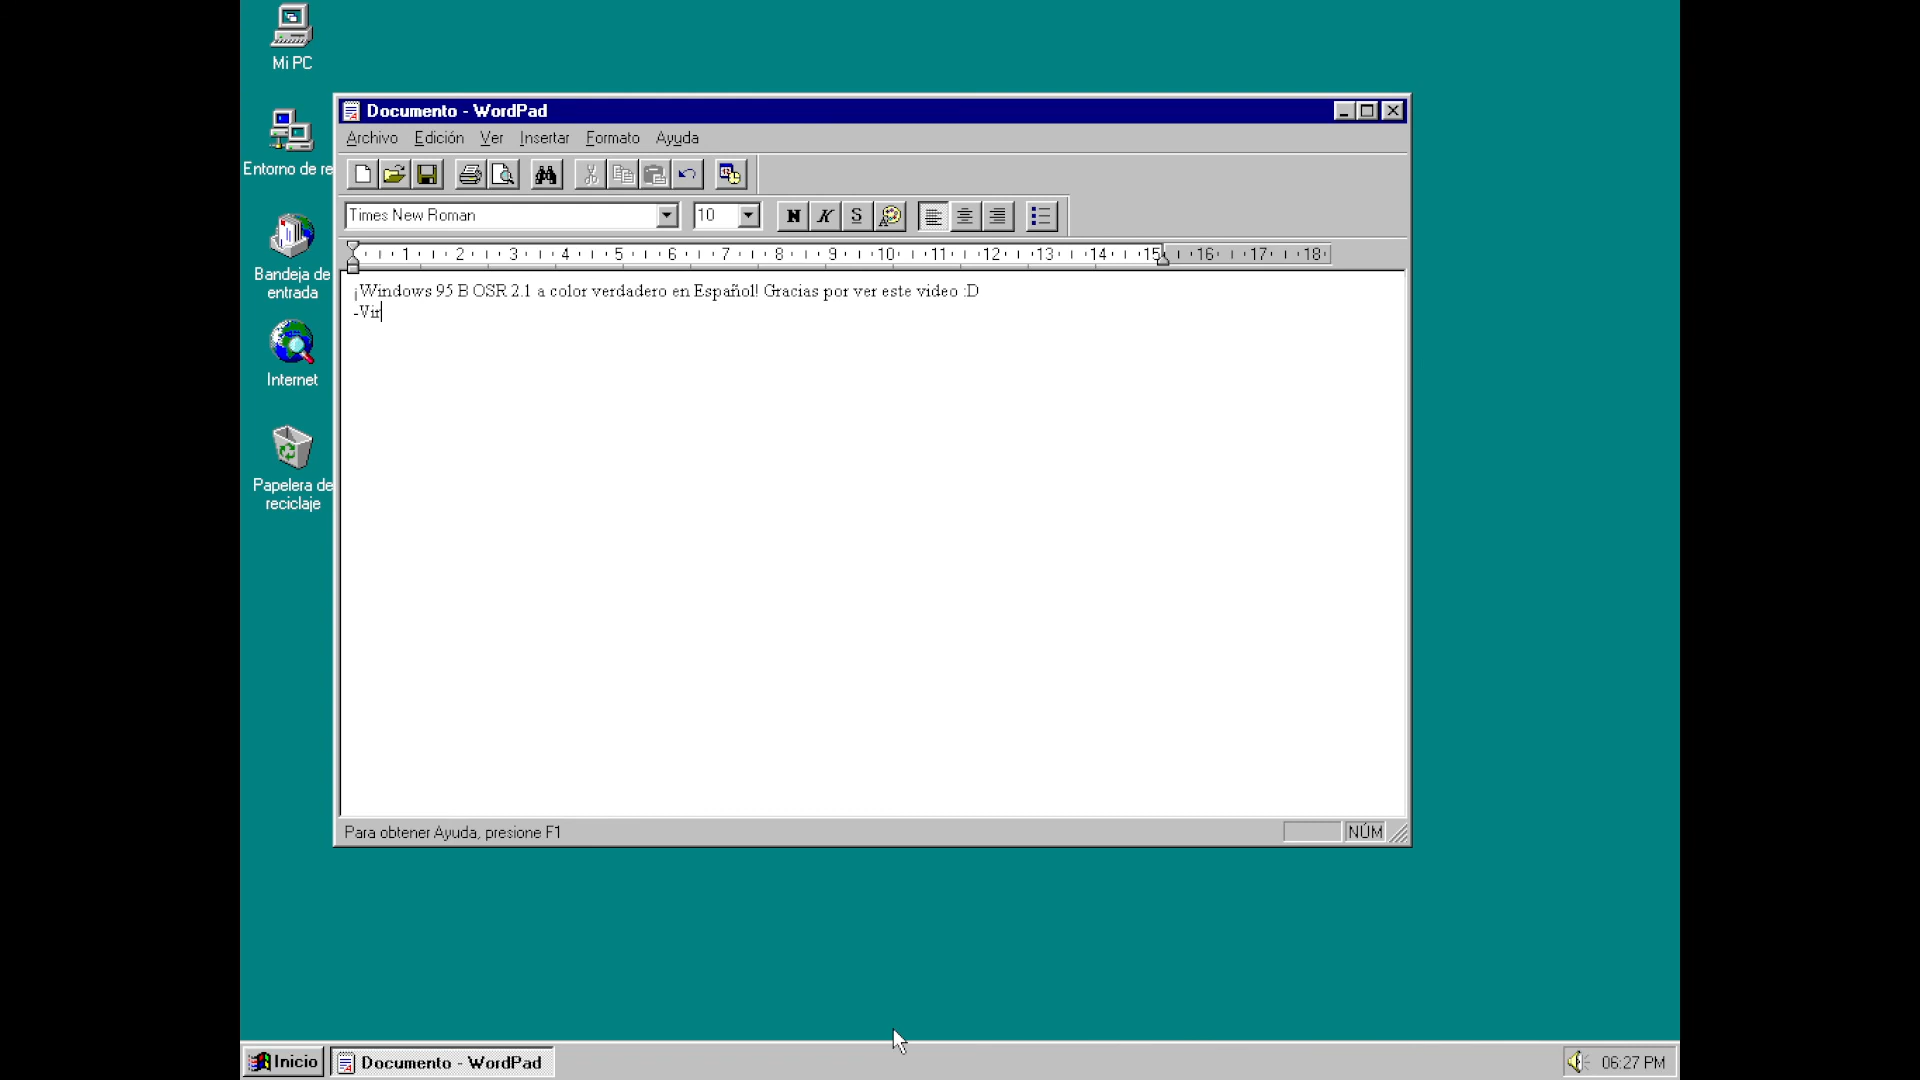 Mi PC
Entorno de re
Bandeja de
entrada
Internet
Papelera de
reciclaje
Documento - WordPad
Archivo Edición Ver Insertar Formato Ayuda
Times New Roman 10 N K S
1 2 3 4 5 6 7 8 9 10 11 12 13 14 15 16 17 18
¡Windows 95 B OSR 2.1 a color verdadero en Español! Gracias por ver este video :D
-Vir
Para obtener Ayuda, presione F1 NÚM
Inicio Documento - WordPad 06:27 PM